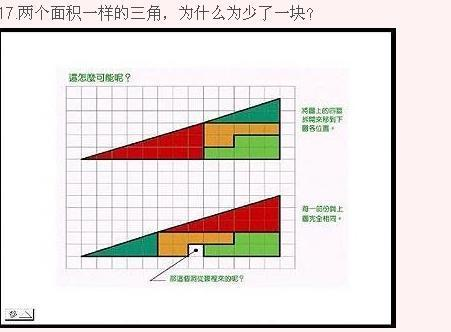 17.两个面积一样的三角，为什么为少了一块?
這怎麼可能呢？
將圖上的四區
拆開來移到下
圖各位置。
每一部份與上
圖完全相同。
那這個洞從哪裡來的呢？